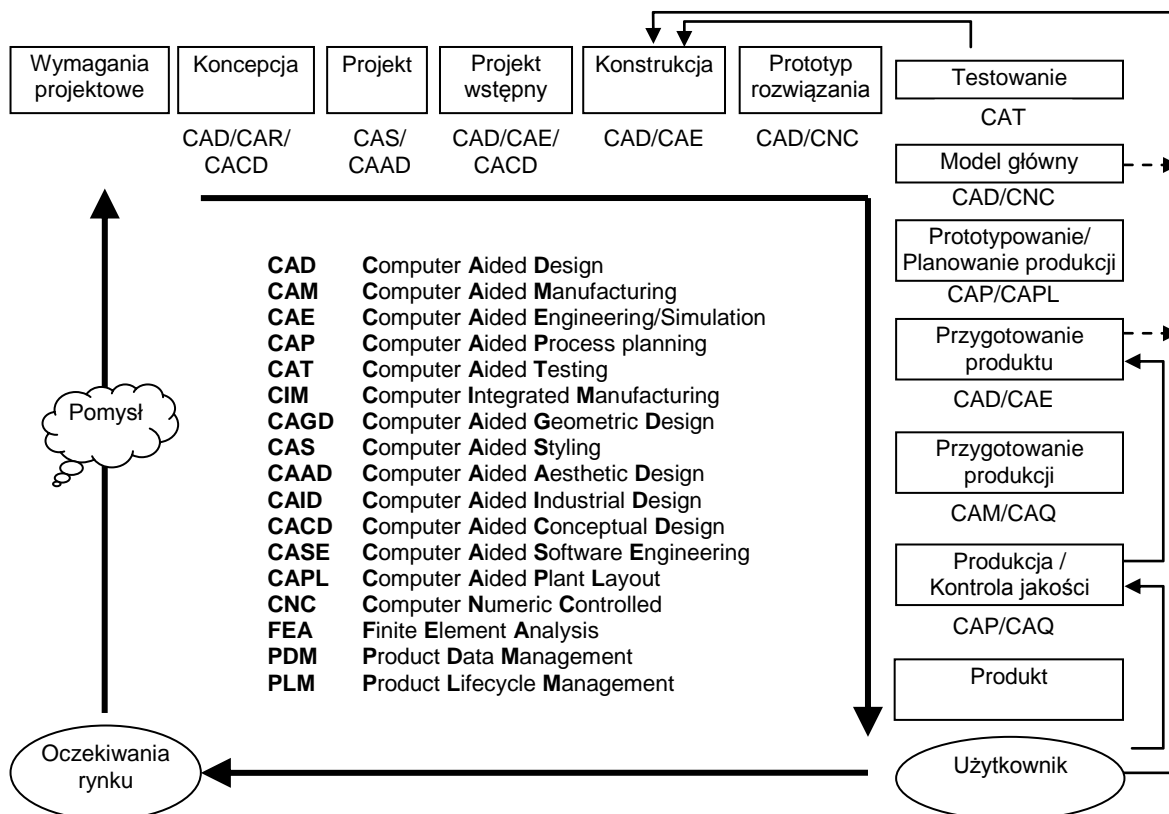 Wymagania
projektowe
Koncepcja
Projekt
Projekt
wstępny
Konstrukcja
Prototyp
rozwiązania
Testowanie
CAD/CAR/
CACD
CAS/
CAAD
CAD/CAE/
CACD
CAD/CAE
CAD/CNC
CAT
Model główny
CAD/CNC
Prototypowanie/
Planowanie produkcji
CAP/CAPL
Przygotowanie
produktu
CAD/CAE
Przygotowanie
produkcji
CAM/CAQ
Produkcja /
Kontrola jakości
CAP/CAQ
Produkt
Użytkownik
CAD Computer Aided Design
CAM Computer Aided Manufacturing
CAE Computer Aided Engineering/Simulation
CAP Computer Aided Process planning
CAT Computer Aided Testing
CIM Computer Integrated Manufacturing
CAGD Computer Aided Geometric Design
CAS Computer Aided Styling
CAAD Computer Aided Aesthetic Design
CAID Computer Aided Industrial Design
CACD Computer Aided Conceptual Design
CASE Computer Aided Software Engineering
CAPL Computer Aided Plant Layout
CNC Computer Numeric Controlled
FEA Finite Element Analysis
PDM Product Data Management
PLM Product Lifecycle Management
Pomysł
Oczekiwania
rynku